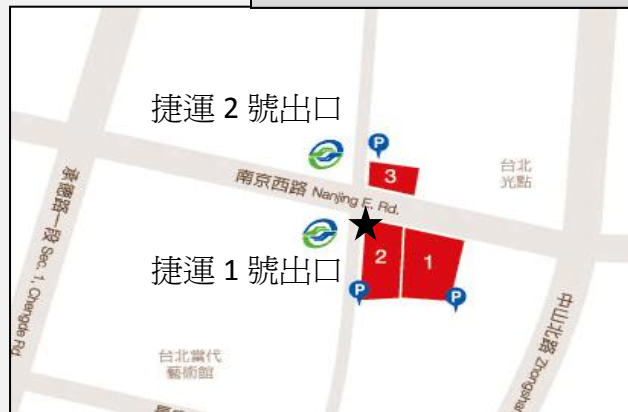 捷運 2 號出口
P
3
台北
光點
南京西路 Nanjing E. Rd.
承德路一段 Sec. 1, Chengde Rd
捷運 1 號出口
2
1
P
P
中山北路 Zhongshan
台北當代
藝術館